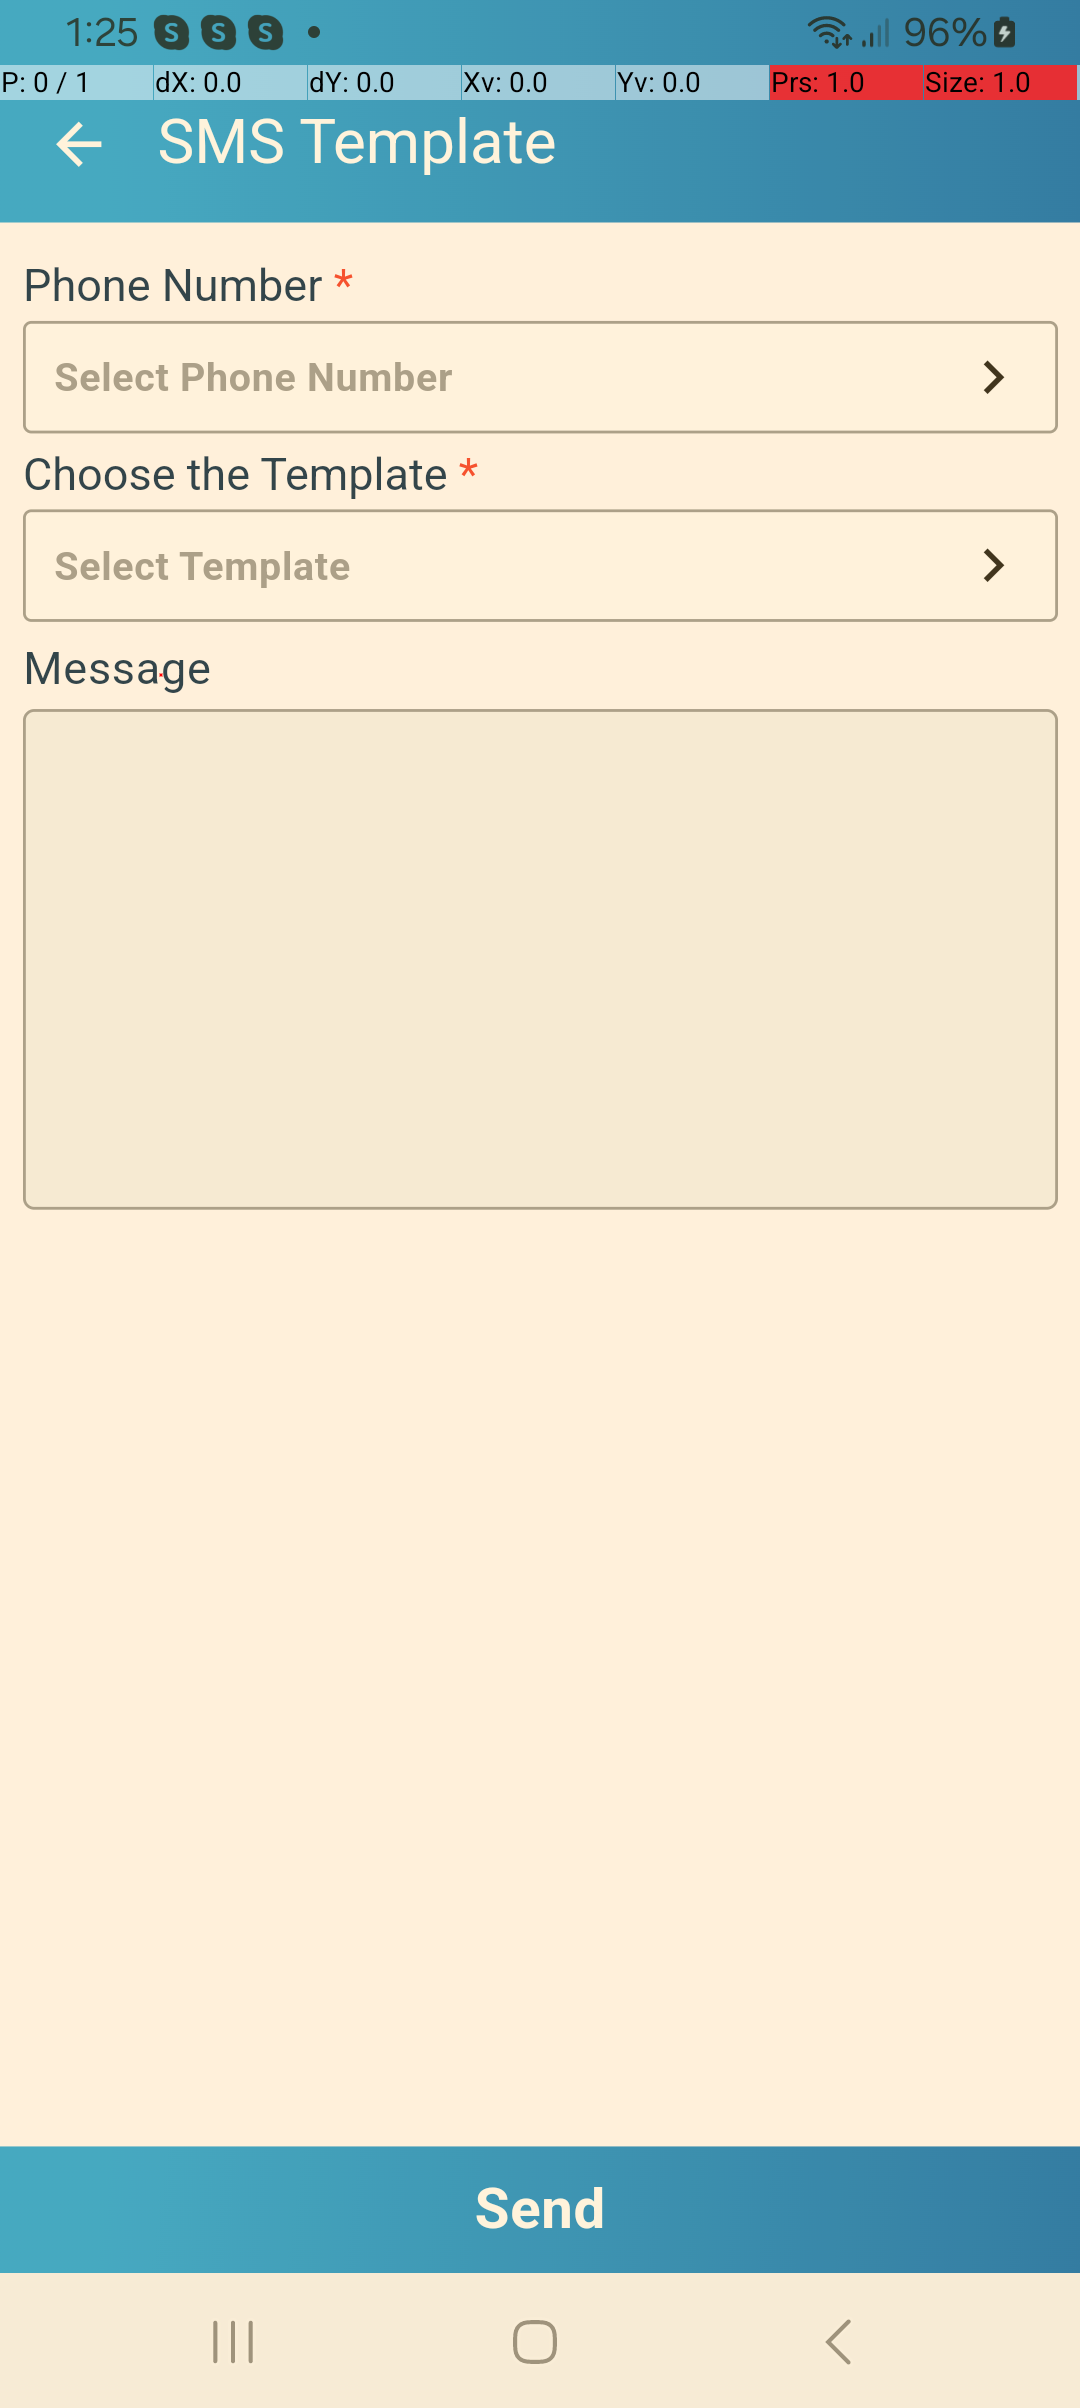 1:25 S S S 96%
P: 0 / 1 dX: 0.0 dY: 0.0 Xv: 0.0 Yv: 0.0 Prs: 1.0 Size: 1.0
SMS Template
Phone Number *
Select Phone Number
Choose the Template *
Select Template
Message
Send